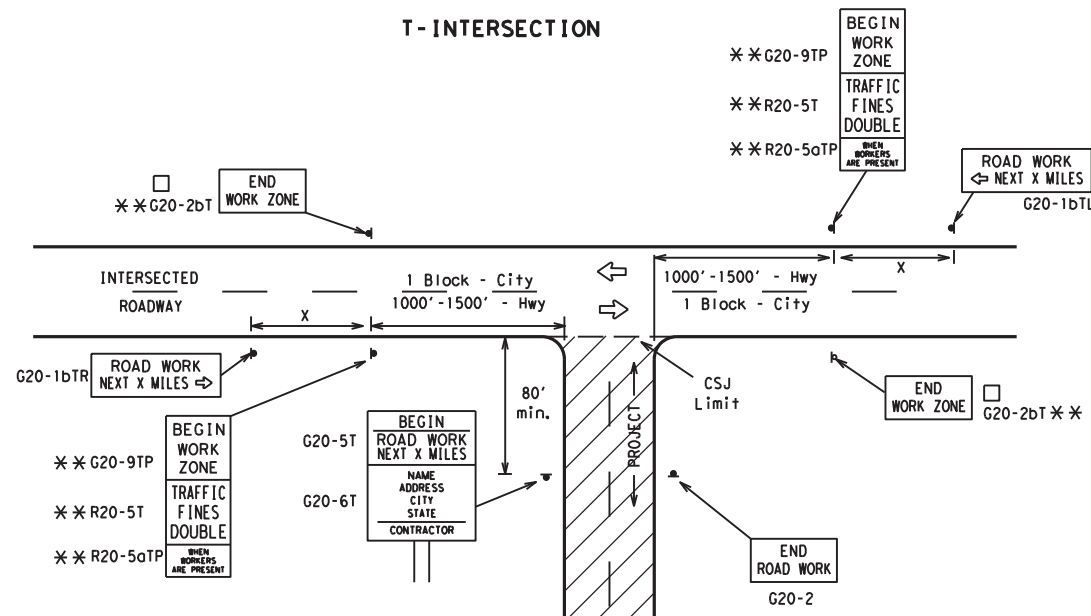 T-INTERSECTION
**G20-9TP
BEGIN
WORK
ZONE
**R20-5T
TRAFFIC
FINES
DOUBLE
**R20-5aTP
WHEN
WORKERS
ARE PRESENT
ROAD WORK
⇦ NEXT X MILES
G20-1bTL
□
**G20-2bT
END
WORK ZONE
INTERSECTED
ROADWAY
1 Block - City
1000'-1500' - Hwy
X
1000'-1500' - Hwy
1 Block - City
X
G20-1bTR
ROAD WORK
NEXT X MILES ⇨
80'
min.
CSJ
Limit
PROJECT
END
WORK ZONE
□
G20-2bT **
**G20-9TP
BEGIN
WORK
ZONE
**R20-5T
TRAFFIC
FINES
DOUBLE
**R20-5aTP
WHEN
WORKERS
ARE PRESENT
G20-5T
BEGIN
ROAD WORK
NEXT X MILES
G20-6T
NAME
ADDRESS
CITY
STATE
CONTRACTOR
END
ROAD WORK
G20-2